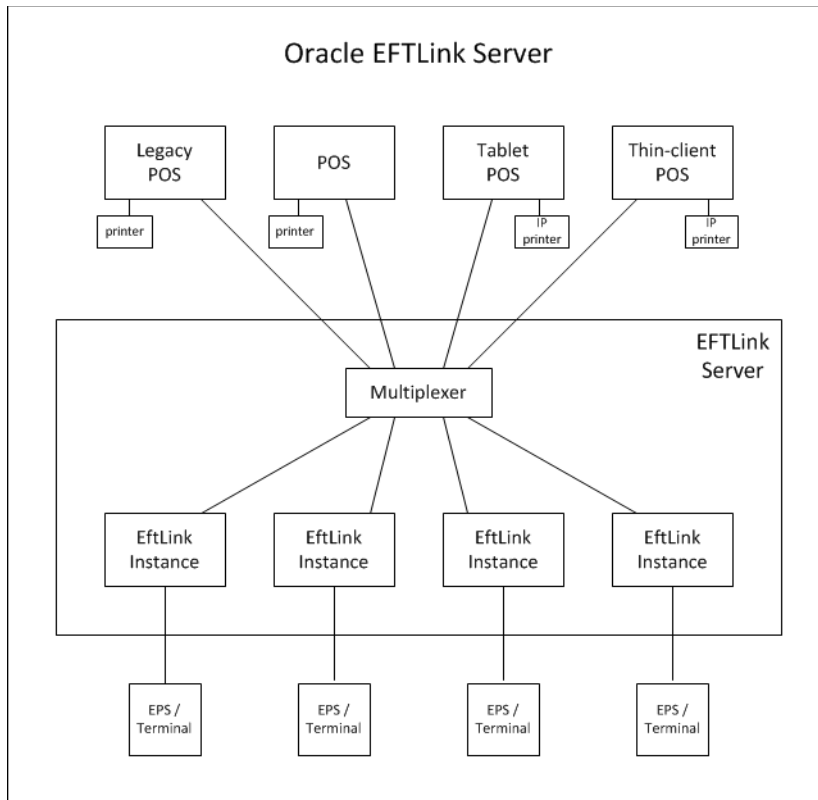 Oracle EFTLink Server
Legacy
POS
POS
Tablet
POS
Thin-client
POS
printer
printer
IP
printer
IP
printer
EFTLink
Server
Multiplexer
EftLink
Instance
EftLink
Instance
EftLink
Instance
EftLink
Instance
EPS /
Terminal
EPS /
Terminal
EPS /
Terminal
EPS /
Terminal